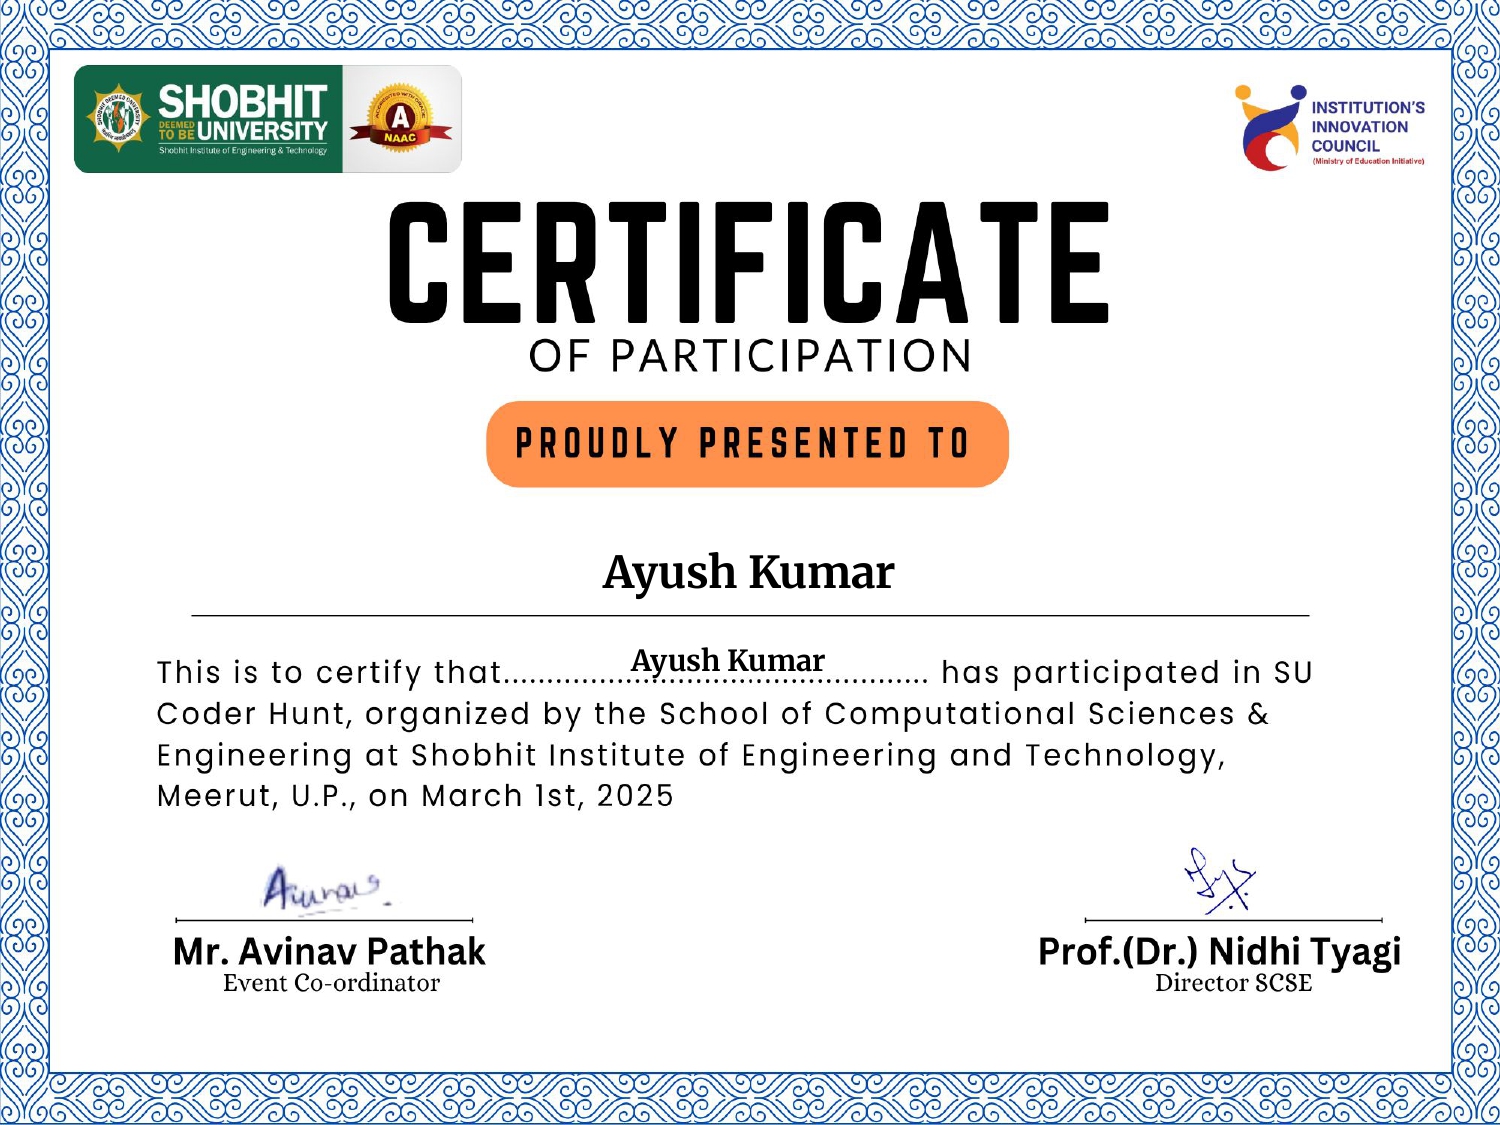 SHOBHIT
DEEMED TO BE UNIVERSITY
Shobhit Institute of Engineering & Technology
ACCREDITED WITH GRADE
A
NAAC
INSTITUTION'S
INNOVATION
COUNCIL
(Ministry of Education Initiative)
CERTIFICATE
OF PARTICIPATION
PROUDLY PRESENTED TO
Ayush Kumar
This is to certify that................Ayush Kumar................ has participated in SU
Coder Hunt, organized by the School of Computational Sciences &
Engineering at Shobhit Institute of Engineering and Technology,
Meerut, U.P., on March 1st, 2025
Mr. Avinav Pathak
Event Co-ordinator
Prof.(Dr.) Nidhi Tyagi
Director SCSE